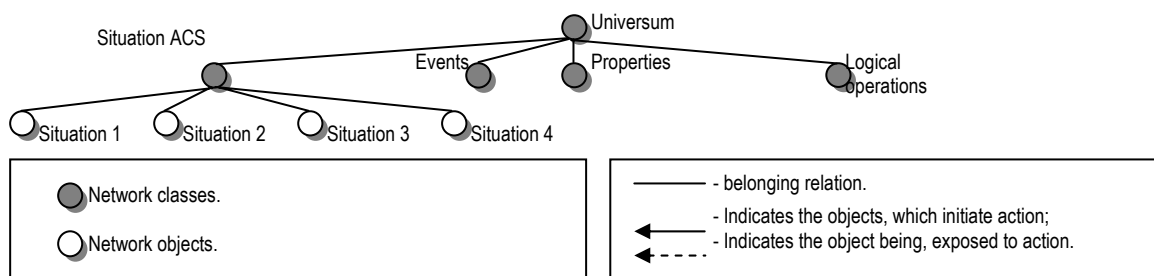 Universum
Situation ACS
Events
Properties
Logical
operations
Situation 1
Situation 2
Situation 3
Situation 4
Network classes.
Network objects.
- belonging relation.
- Indicates the objects, which initiate action;
- Indicates the object being, exposed to action.